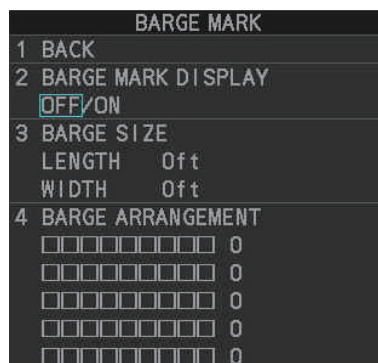 BARGE MARK
1 BACK
2 BARGE MARK DISPLAY
OFF/ON
3 BARGE SIZE
LENGTH 0ft
WIDTH 0ft
4 BARGE ARRANGEMENT
□□□□□□□□□ 0
□□□□□□□□□ 0
□□□□□□□□□ 0
□□□□□□□□□ 0
□□□□□□□□□ 0